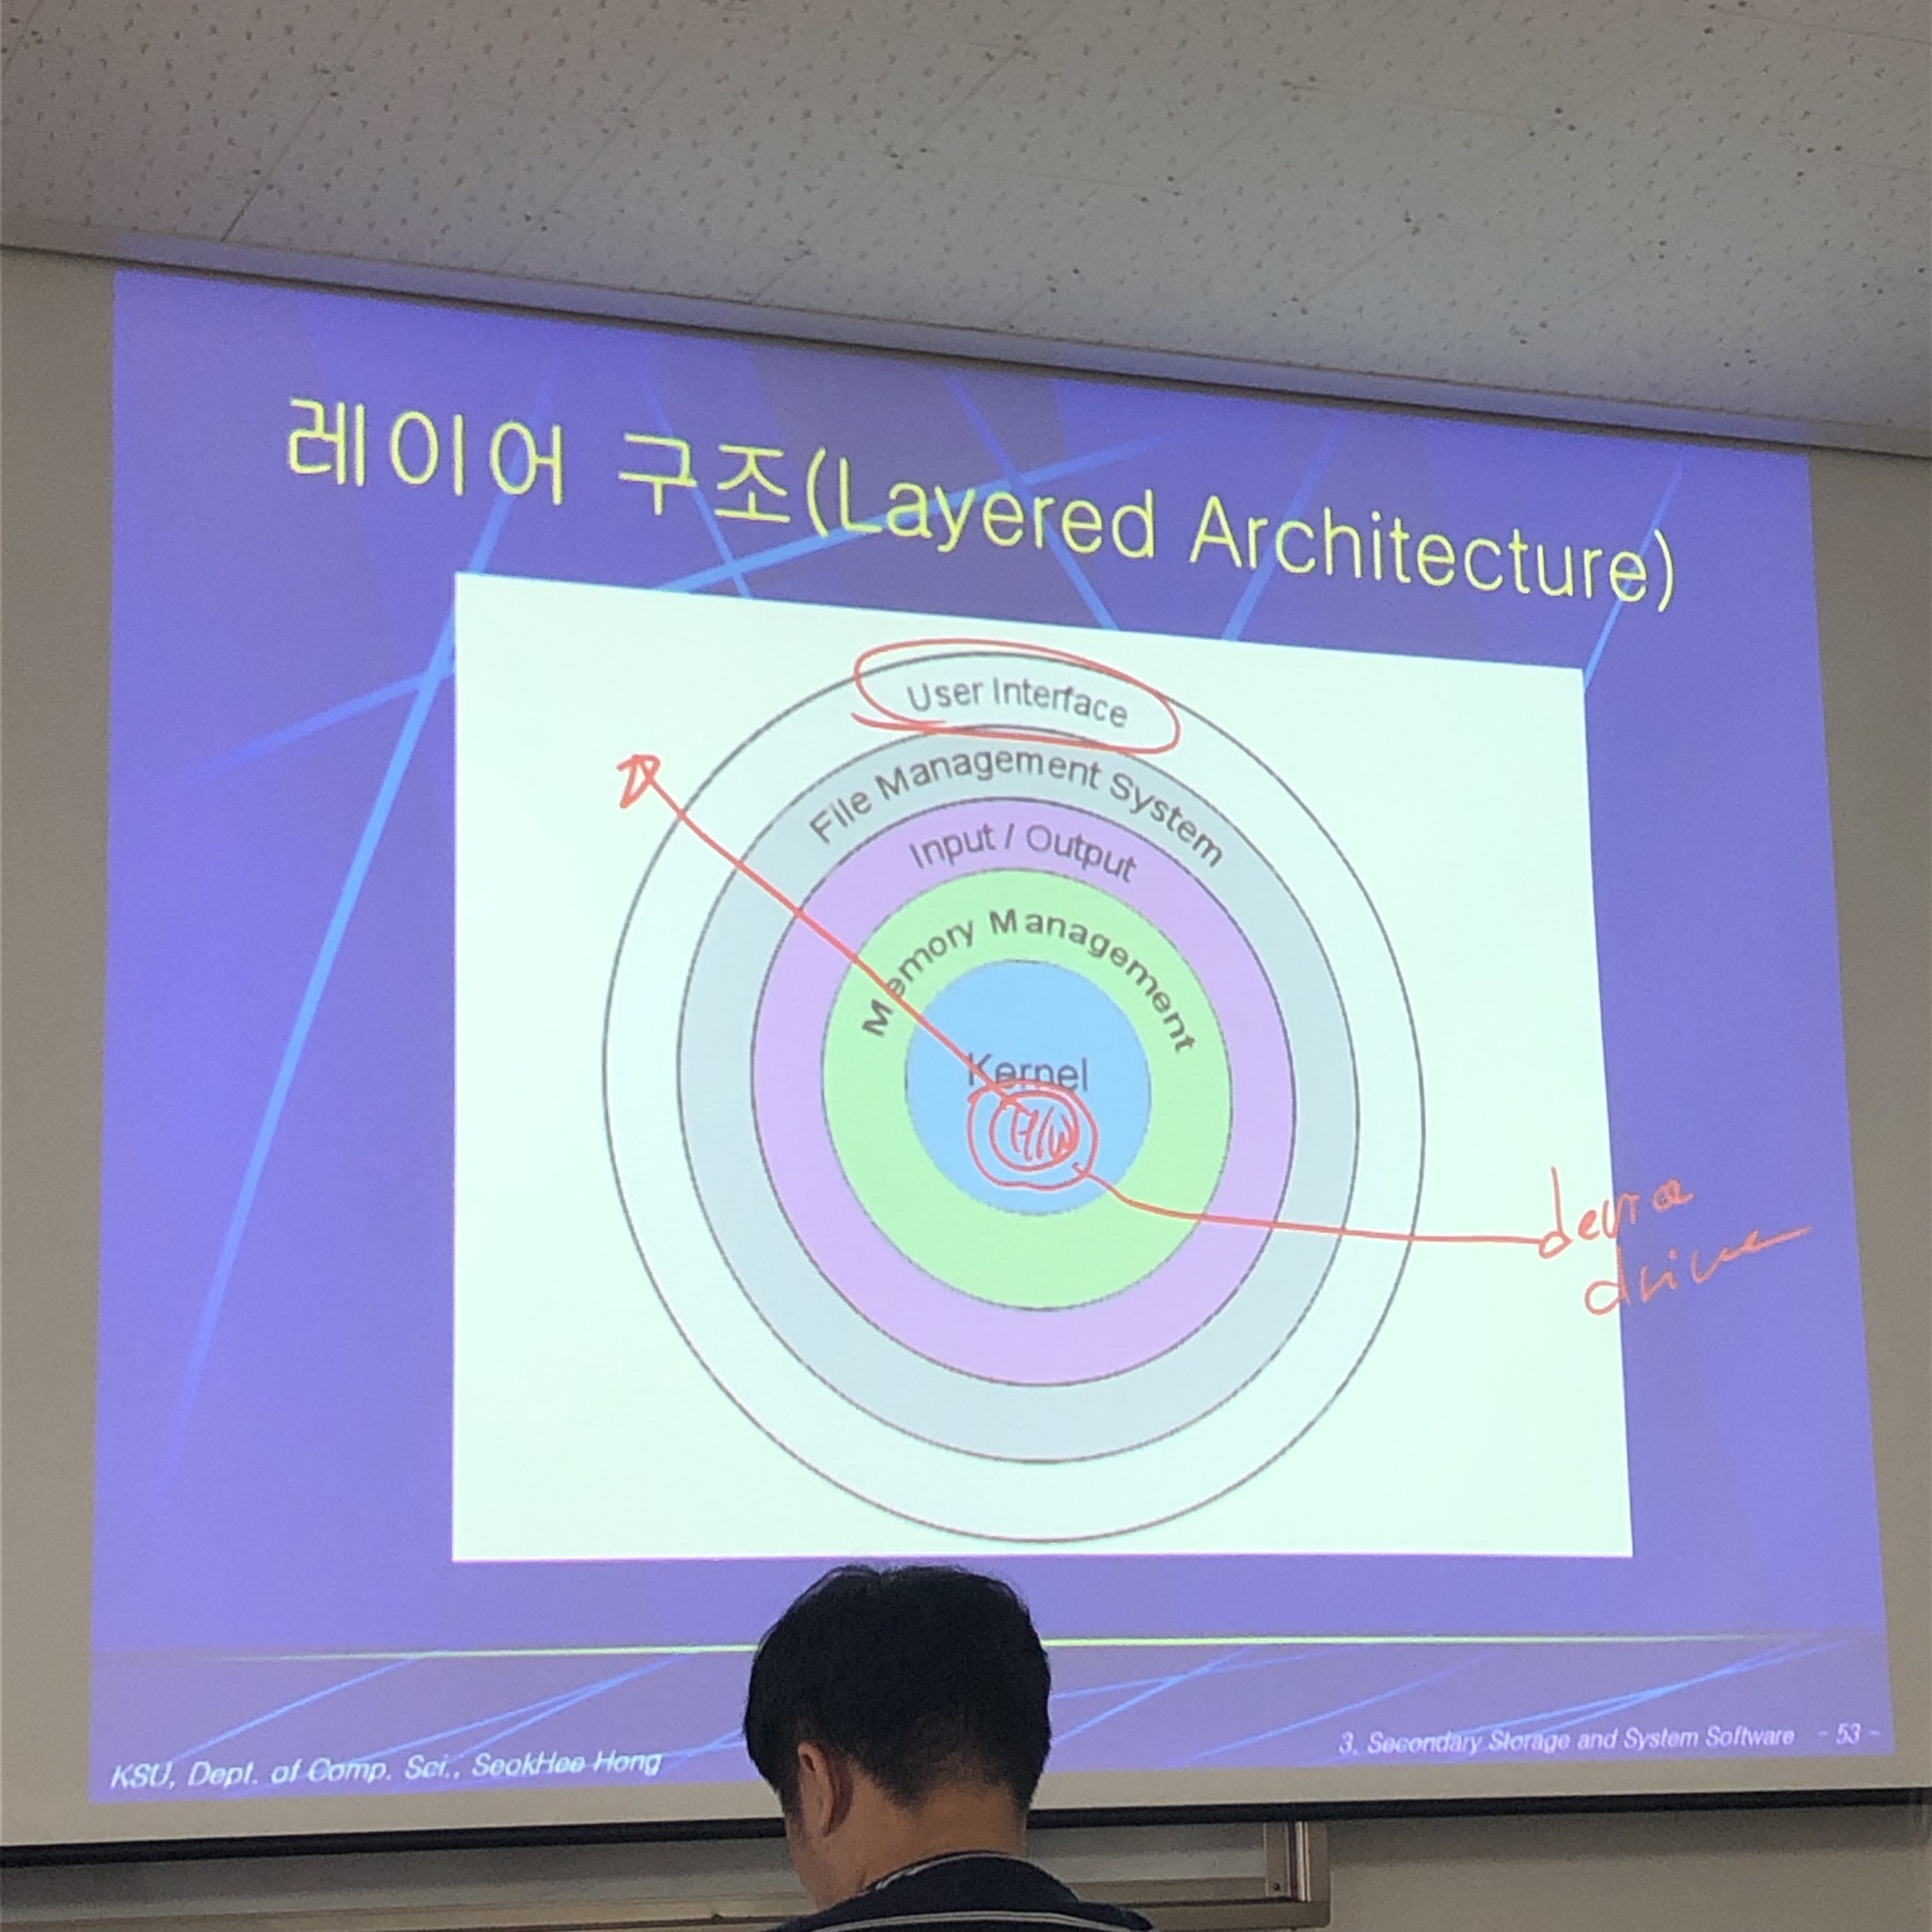 레이어 구조(Layered Architecture)
User Interface
File Management System
Input / Output
Memory Management
Kernel
H/W
device
driver
KSU, Dept. of Comp. Sci., SeokHee Hong
3. Secondary Storage and System Software - 53 -